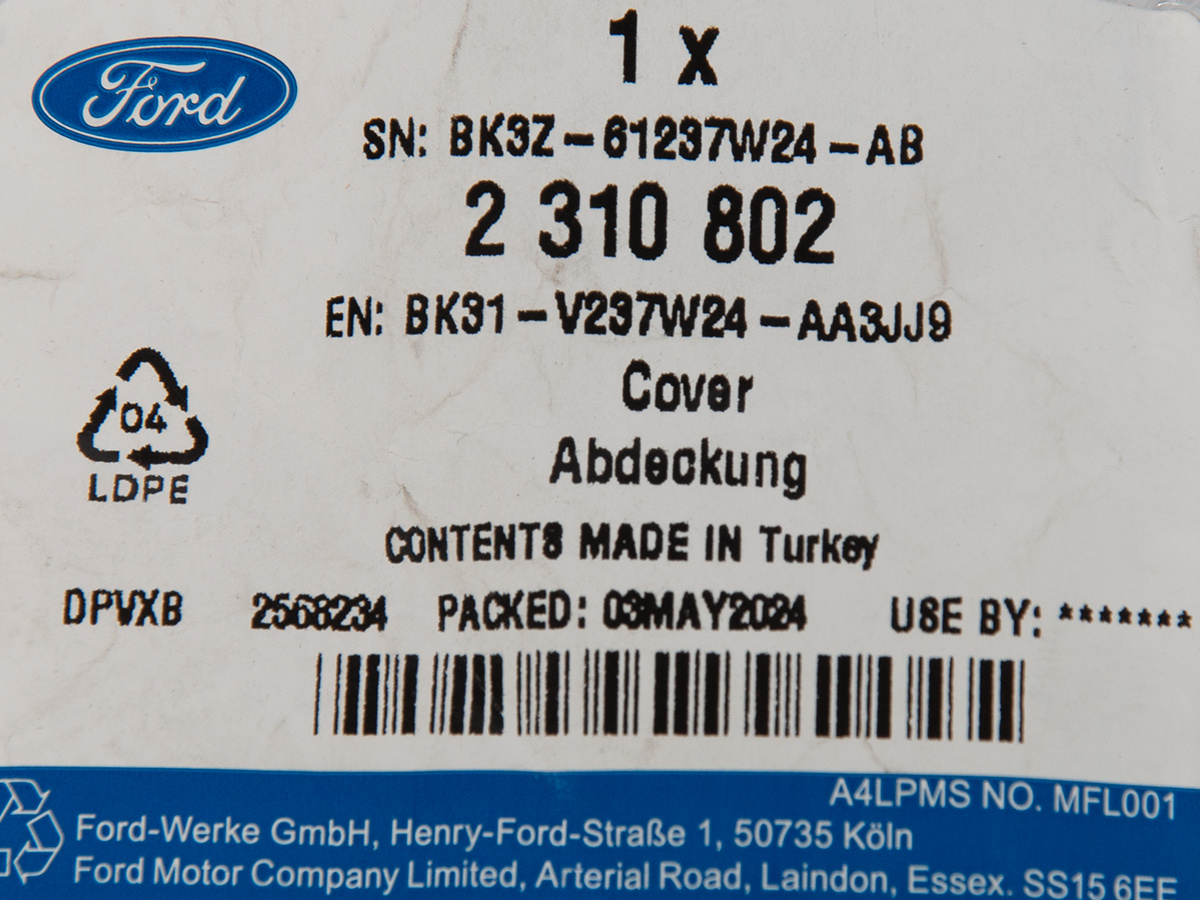 Ford
1 x
SN: BK3Z-61237W24-AB
2 310 802
EN: BK31-V237W24-AA3JJ9
Cover
Abdeckung
04
LDPE
CONTENTS MADE IN Turkey
DPVXB 2568234 PACKED: 03MAY2024 USE BY: *******
A4LPMS NO. MFL001
Ford-Werke GmbH, Henry-Ford-Straße 1, 50735 Köln
Ford Motor Company Limited, Arterial Road, Laindon, Essex. SS15 6EE